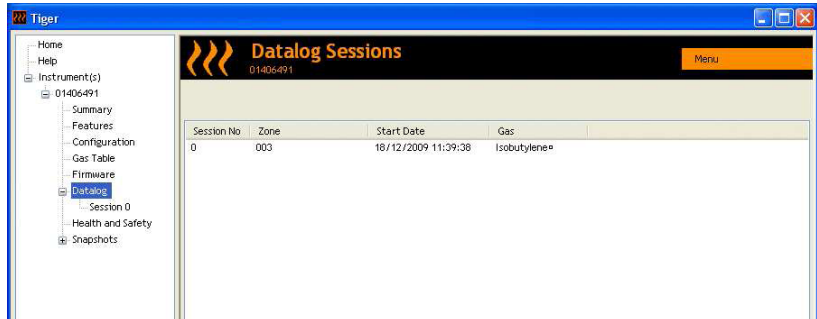 Tiger
Home
Help
Instrument(s)
01406491
Summary
Features
Configuration
Gas Table
Firmware
Datalog
Session 0
Health and Safety
Snapshots
Datalog Sessions
01406491
Menu
Session No Zone Start Date Gas
0 003 18/12/2009 11:39:38 Isobutylene¤